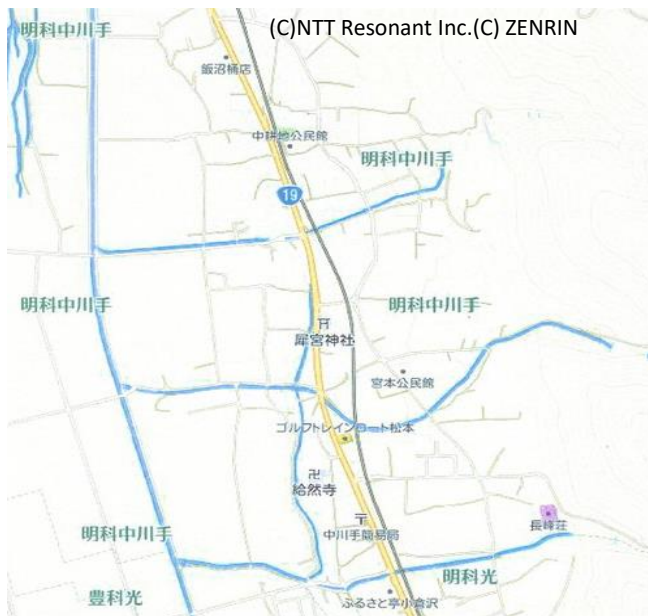 (C)NTT Resonant Inc.(C) ZENRIN
明科中川手
飯沼桶店
中耕地公民館
明科中川手
19
明科中川手
明科中川手
犀宮神社
宮本公民館
ゴルフトレインロート松本
給然寺
長峰荘
中川手簡易局
明科中川手
明科光
豊科光
ふるさと亭小倉沢